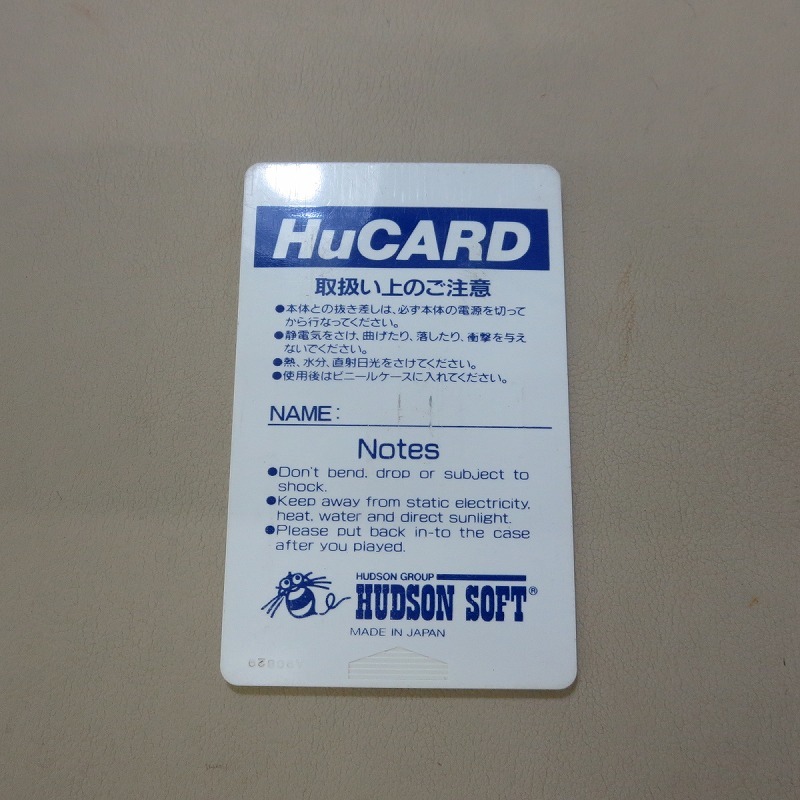 HuCARD
取扱い上のご注意
●本体との抜き差しは、必ず本体の電源を切って
から行なってください。
●静電気をさけ、曲げたり、落したり、衝撃を与え
ないでください。
●熱、水分、直射日光をさけてください。
●使用後はビニールケースに入れてください。
NAME:
Notes
●Don't bend, drop or subject to
shock.
●Keep away from static electricity,
heat, water and direct sunlight.
●Please put back in-to the case
after you played.
HUDSON GROUP
HUDSON SOFT®
MADE IN JAPAN